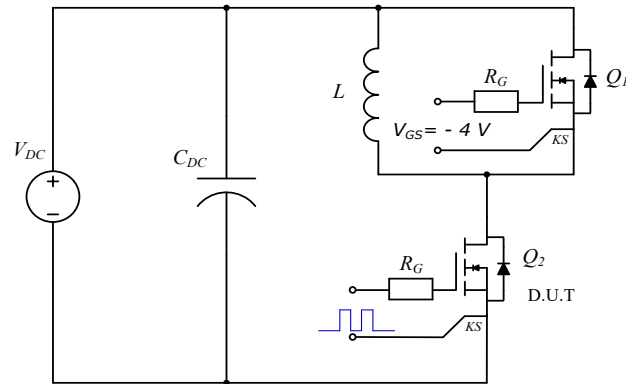 R_G
Q_1
L
V_GS = - 4 V
KS
V_DC
C_DC
R_G
Q_2
D.U.T
KS